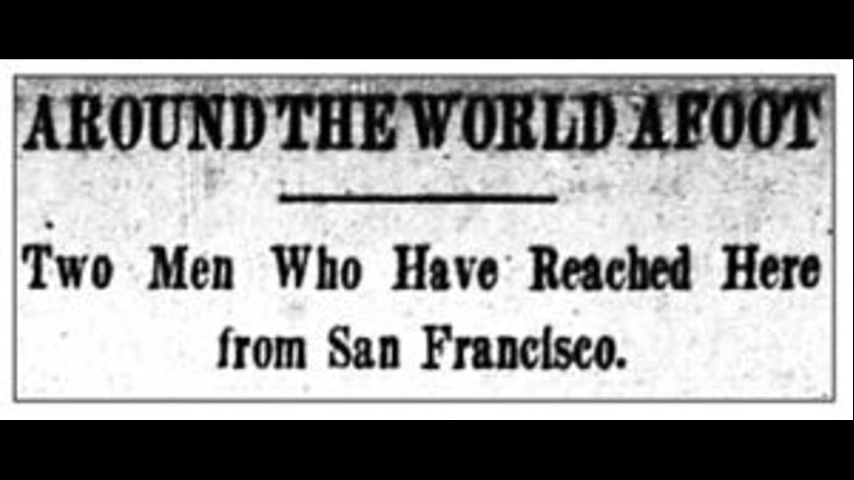 AROUND THE WORLD AFOOT
Two Men Who Have Reached Here
from San Francisco.